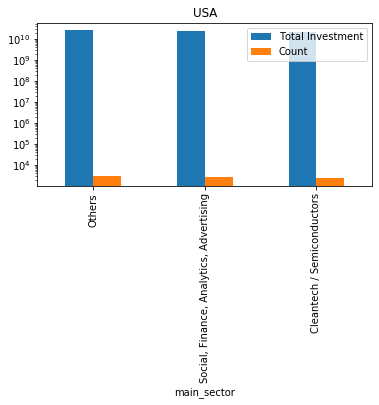 USA
Total Investment
Count
10¹⁰
10⁹
10⁸
10⁷
10⁶
10⁵
10⁴
Others
Social, Finance, Analytics, Advertising
Cleantech / Semiconductors
main_sector